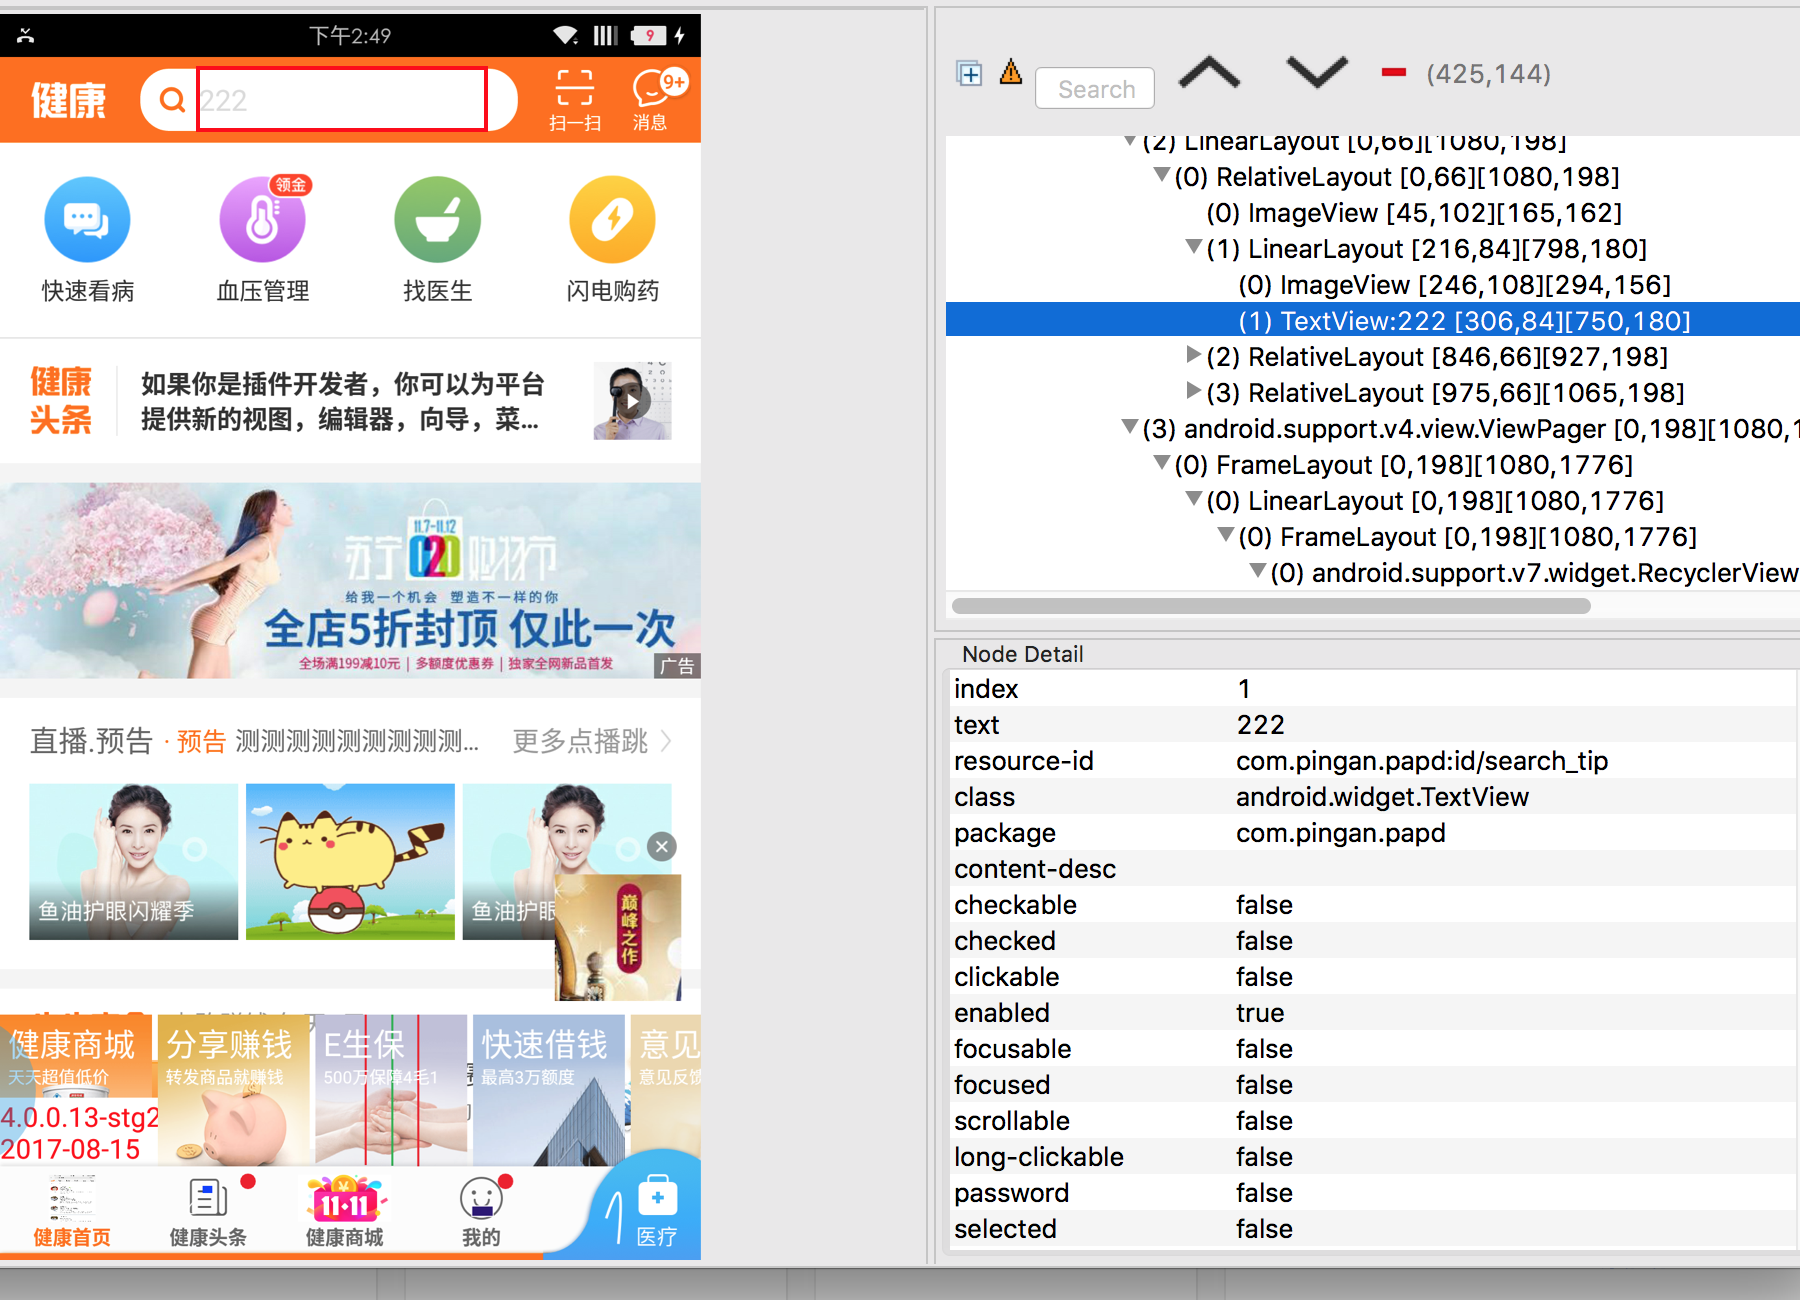 下午2:49
9
健康
222
扫一扫
9+
消息
领金
快速看病
血压管理
找医生
闪电购药
健康
头条
如果你是插件开发者，你可以为平台
提供新的视图，编辑器，向导，菜...
11.7-11.12
苏宁O2O购物节
给我一个机会 塑造不一样的你
全店5折封顶 仅此一次
全场满199减10元 | 多额度优惠券 | 独家全网新品首发
广告
直播.预告 · 预告 测测测测测测测测测... 更多点播跳
鱼油护眼闪耀季
鱼油护眼
巅峰之作
健康商城
天天超值低价
分享赚钱
转发商品就赚钱
E生保
500万保障4毛1
快速借钱
最高3万额度
意见
意见反馈
4.0.0.13-stg2
2017-08-15
健康首页
健康头条
11·11
健康商城
我的
医疗
Search
(425,144)
(2) LinearLayout [0,66][1080,198]
(0) RelativeLayout [0,66][1080,198]
(0) ImageView [45,102][165,162]
(1) LinearLayout [216,84][798,180]
(0) ImageView [246,108][294,156]
(1) TextView:222 [306,84][750,180]
(2) RelativeLayout [846,66][927,198]
(3) RelativeLayout [975,66][1065,198]
(3) android.support.v4.view.ViewPager [0,198][1080,1
(0) FrameLayout [0,198][1080,1776]
(0) LinearLayout [0,198][1080,1776]
(0) FrameLayout [0,198][1080,1776]
(0) android.support.v7.widget.RecyclerView
Node Detail
index 1
text 222
resource-id com.pingan.papd:id/search_tip
class android.widget.TextView
package com.pingan.papd
content-desc
checkable false
checked false
clickable false
enabled true
focusable false
focused false
scrollable false
long-clickable false
password false
selected false